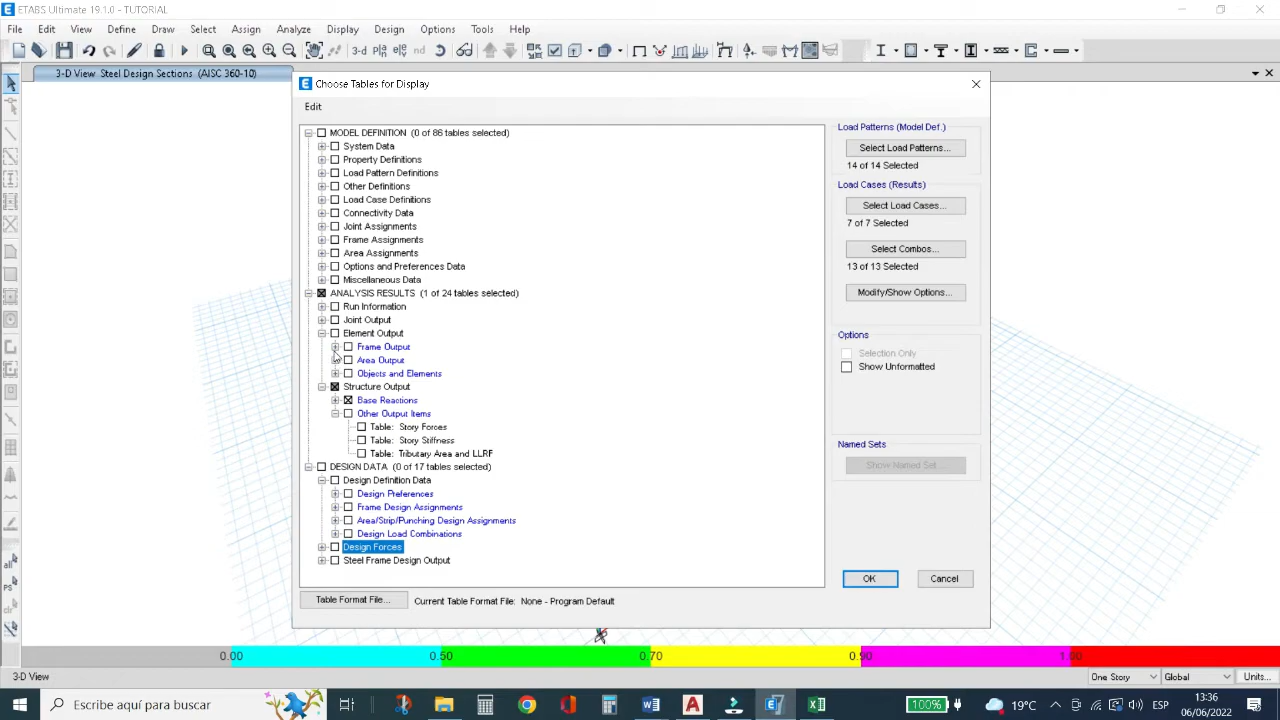 ETABS Ultimate 19.1.0 - TUTORIAL
File Edit View Define Draw Select Assign Analyze Display Design Options Tools Help
3-d
nd
3-D View Steel Design Sections (AISC 360-10)
Choose Tables for Display
Edit
MODEL DEFINITION (0 of 86 tables selected)
System Data
Property Definitions
Load Pattern Definitions
Other Definitions
Load Case Definitions
Connectivity Data
Joint Assignments
Frame Assignments
Area Assignments
Options and Preferences Data
Miscellaneous Data
ANALYSIS RESULTS (1 of 24 tables selected)
Run Information
Joint Output
Element Output
Frame Output
Area Output
Objects and Elements
Structure Output
Base Reactions
Other Output Items
Table: Story Forces
Table: Story Stiffness
Table: Tributary Area and LLRF
DESIGN DATA (0 of 17 tables selected)
Design Definition Data
Design Preferences
Frame Design Assignments
Area/Strip/Punching Design Assignments
Design Load Combinations
Design Forces
Steel Frame Design Output
Table Format File...
Current Table Format File: None - Program Default
Load Patterns (Model Def.)
Select Load Patterns...
14 of 14 Selected
Load Cases (Results)
Select Load Cases...
7 of 7 Selected
Select Combos...
13 of 13 Selected
Modify/Show Options...
Options
Selection Only
Show Unformatted
Named Sets
Show Named Set...
OK
Cancel
0.00 0.50 0.70 0.90 1.00
3-D View
One Story
Global
Units...
Escribe aquí para buscar
100%
19°C
ESP
13:36
06/06/2022